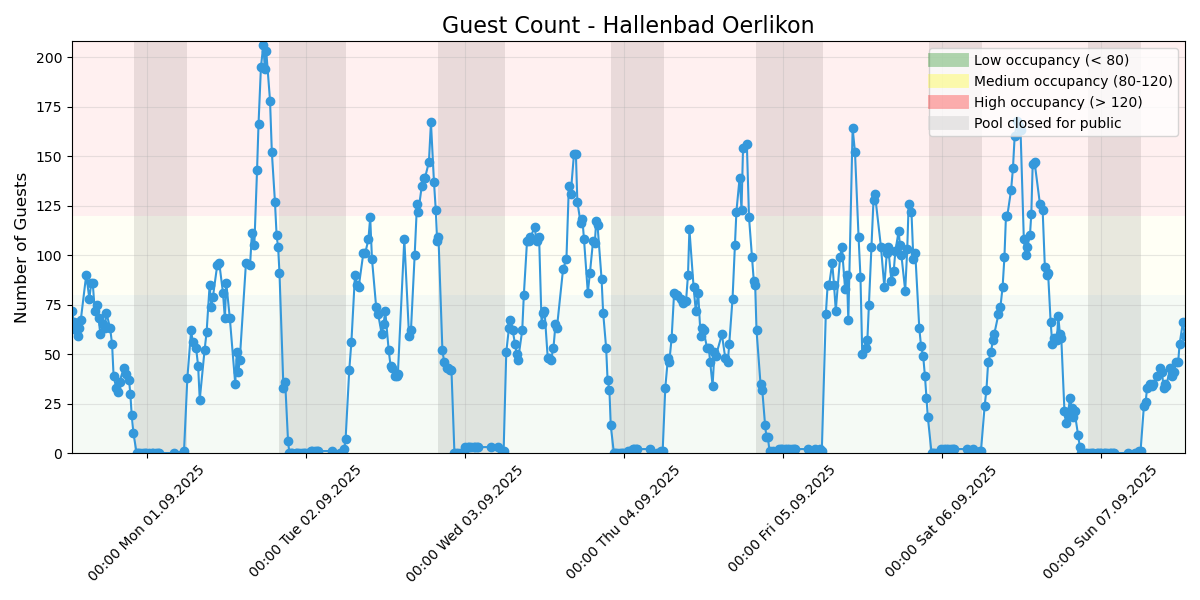 Guest Count - Hallenbad Oerlikon
Number of Guests
200
175
150
125
100
75
50
25
0
Low occupancy (< 80)
Medium occupancy (80-120)
High occupancy (> 120)
Pool closed for public
00:00 Mon 01.09.2025
00:00 Tue 02.09.2025
00:00 Wed 03.09.2025
00:00 Thu 04.09.2025
00:00 Fri 05.09.2025
00:00 Sat 06.09.2025
00:00 Sun 07.09.2025